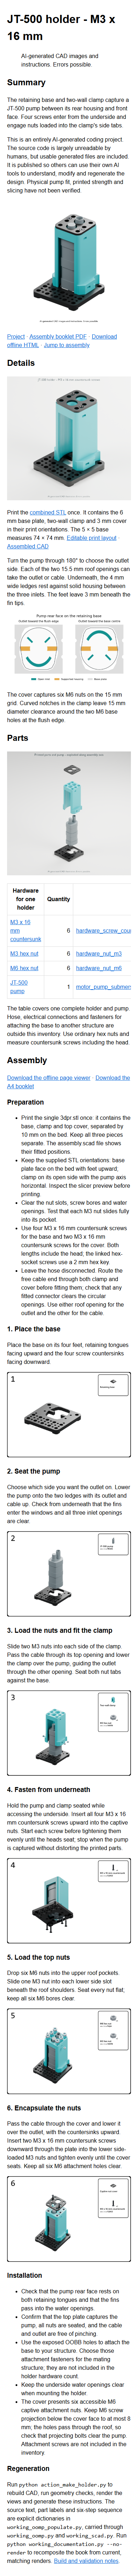 JT-500 holder - M3 x
16 mm
AI-generated CAD images and
instructions. Errors possible.
Summary
The retaining base and two-wall clamp capture a
JT-500 pump between its rear housing and front
face. Four screws enter from the underside and
engage nuts loaded into the clamp's side tabs.
This is an entirely AI-generated coding project.
The source code is largely unreadable by
humans, but usable generated files are included.
It is published so others can use their own AI
tools to understand, modify and regenerate the
design. Physical pump fit, printed strength and
sealing have not been verified.
Project · Assembly booklet PDF · Download
offline HTML · Jump to assembly
Details
Print the combined STL once. It contains the 6
mm base plate, two-wall clamp and 3 mm cover
in their print orientations. The 5 × 5 base
measures 74 × 74 mm. Editable print layout ·
Assembled CAD
Turn the pump through 180° to choose the outlet
side. Each of the two 15.5 mm roof openings can
take the outlet or cable. Underneath, the 4 mm
wide ledges rest against solid housing between
the three inlets. The feet leave 3 mm beneath the
fin tips.
Pump rear face on the retaining base
The cover captures six M6 nuts on the 15 mm
grid. Curved notches in the clamp leave 15 mm
diameter clearance around the two M6 base
holes at the flush edge.
Parts
Hardware
for one
holder
Quantity
M3 x 16
mm
countersunk
6
M3 hex nut
6
hardware_nut_m3
M6 hex nut
6
hardware_nut_m6
JT-500
pump
1
The table covers one complete holder and pump.
Hose, electrical connections and fasteners for
attaching the base to another structure are
outside this inventory. Use ordinary hex nuts and
measure countersunk screws including the head.
Assembly
Download the offline page viewer · Download the
A4 booklet
Preparation
Print the single 3dpr.stl once: it contains the
base, clamp and top cover, separated by
10 mm on the bed. Keep all three pieces
separate. The assembly scad file shows
their fitted positions.
Keep the supplied STL orientations: base
plate face on the bed with feet upward,
clamp on its open side with the pump axis
horizontal. Inspect the slicer preview before
printing.
Clear the nut slots, screw bores and water
openings. Test that each M3 nut slides fully
into its pocket.
Use four M3 x 16 mm countersunk screws
for the base and two M3 x 16 mm
countersunk screws for the cover. Both
lengths include the head; the linked hex-
socket screws use a 2 mm hex key.
Leave the hose disconnected. Route the
free cable end through both clamp and
cover before fitting them; check that any
fitted connector clears the circular
openings. Use either roof opening for the
outlet and the other for the cable.
1. Place the base
Place the base on its four feet, retaining tongues
facing upward and the four screw countersinks
facing downward.
1
2. Seat the pump
Choose which side you want the outlet on. Lower
the pump onto the two ledges with its outlet and
cable up. Check from underneath that the fins
enter the windows and all three inlet openings
are clear.
2
3. Load the nuts and fit the clamp
Slide two M3 nuts into each side of the clamp.
Pass the cable through its top opening and lower
the clamp over the pump, guiding the outlet
through the other opening. Seat both nut tabs
against the base.
3
4. Fasten from underneath
Hold the pump and clamp seated while
accessing the underside. Insert all four M3 x 16
mm countersink screws upward into the captive
nuts. Start each screw before tightening them
evenly until the heads seat; stop when the pump
is captured without distorting the printed parts.
4
5. Load the top nuts
Drop six M6 nuts into the upper roof pockets.
Slide one M3 nut into each lower side slot
beneath the roof shoulders. Seat every nut flat;
keep all six M6 bores clear.
5
6. Encapsulate the nuts
Pass the cable through the cover and lower it
over the outlet, with the countersinks upward.
Insert two M3 x 16 mm countersunk screws
downward through the top plate into the lower side-
loaded M3 nuts and tighten evenly until the cover
seats. Keep all six M6 attachment holes clear.
6
Installation
Check that the pump rear face rests on
both retaining tongues and that the fins
pass into the water openings.
Confirm that the top plate captures the
pump, all nuts are seated, and the cable
and outlet are free of pinching.
Use the exposed OOBB holes to attach the
base to your structure. Choose those
attachment fasteners for the mating
structure; they are not included in the
holder hardware count.
Keep the underside water openings clear
when mounting the holder.
The cover presents six accessible M6
captive attachment nuts. Keep M6 screw
projection below the cover face to at most 8
mm; the holes pass through the roof, so
check that projecting bolts clear the pump.
Attachment screws are not included in the
inventory.
Regeneration
Run python action_make_holder.py to
rebuild CAD, run geometry checks, render the
views and generate these instructions. The
source text, part labels and six-step sequence
are explicit dictionaries in
working_oomp_populate.py, carried through
working_oomp.py and working_scad.py. Run
python working_documentation.py --no-
render to recompose the book from current,
matching renders. Build and validation notes.